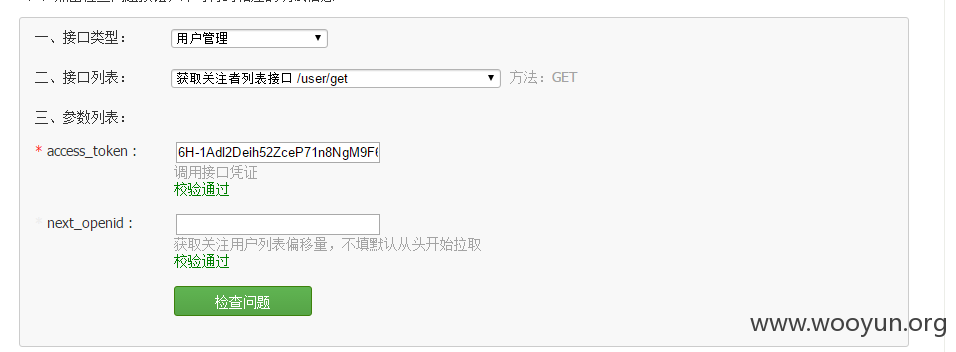 一、接口类型：
用户管理
二、接口列表：
获取关注者列表接口 /user/get
方法：GET
三、参数列表：
* access_token：
6H-1Adl2Deih52ZceP71n8NgM9F
调用接口凭证
校验通过
* next_openid：
获取关注用户列表偏移量，不填默认从头开始拉取
校验通过
检查问题
www.wooyun.org